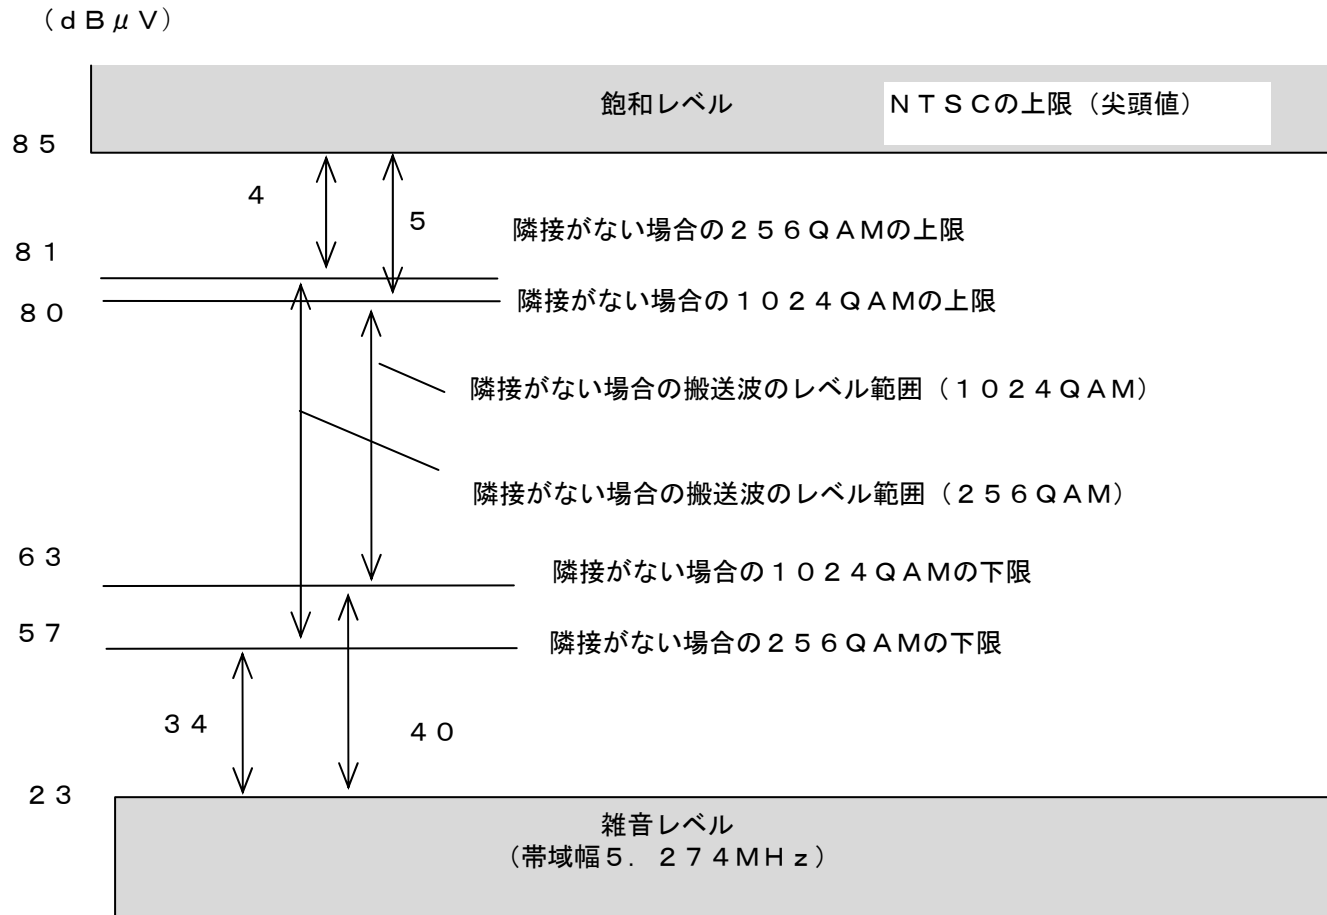 （ｄＢμＶ）
飽和レベル
ＮＴＳＣの上限（尖頭値）
８５
４
５
隣接がない場合の２５６ＱＡＭの上限
８１
隣接がない場合の１０２４ＱＡＭの上限
８０
隣接がない場合の搬送波のレベル範囲（１０２４ＱＡＭ）
隣接がない場合の搬送波のレベル範囲（２５６ＱＡＭ）
６３
隣接がない場合の１０２４ＱＡＭの下限
５７
隣接がない場合の２５６ＱＡＭの下限
３４
４０
２３
雑音レベル
（帯域幅５．２７４ＭＨｚ）